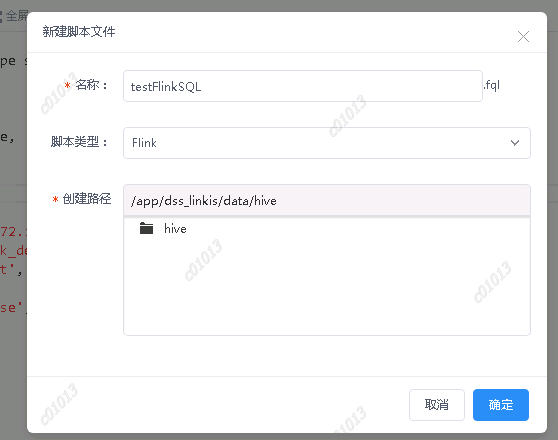 全屏
新建脚本文件
pe s
* 名称：
testFlinkSQL
.fql
e,
脚本类型：
Flink
* 创建路径
/app/dss_linkis/data/hive
hive
72.
k_de
t',
se'
取消
确定
c01013
c01013
c01013
c01013
c01013
c01013